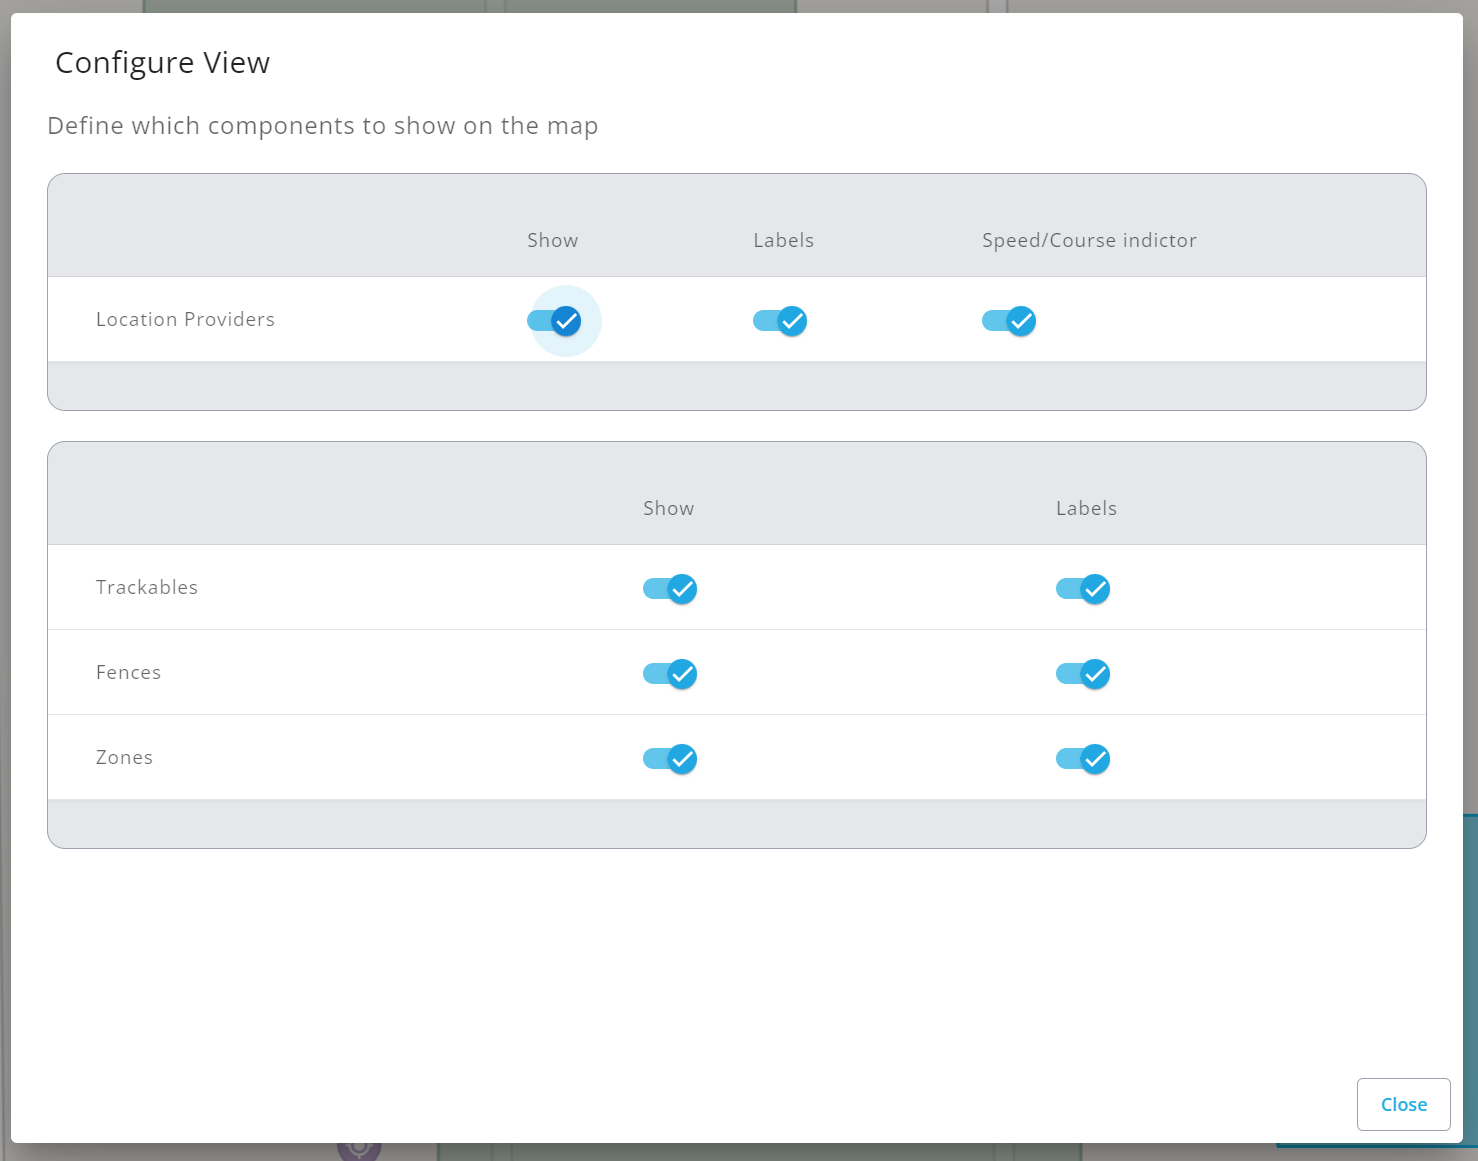 Configure View
Define which components to show on the map
Show Labels Speed/Course indictor
Location Providers
Show Labels
Trackables
Fences
Zones
Close